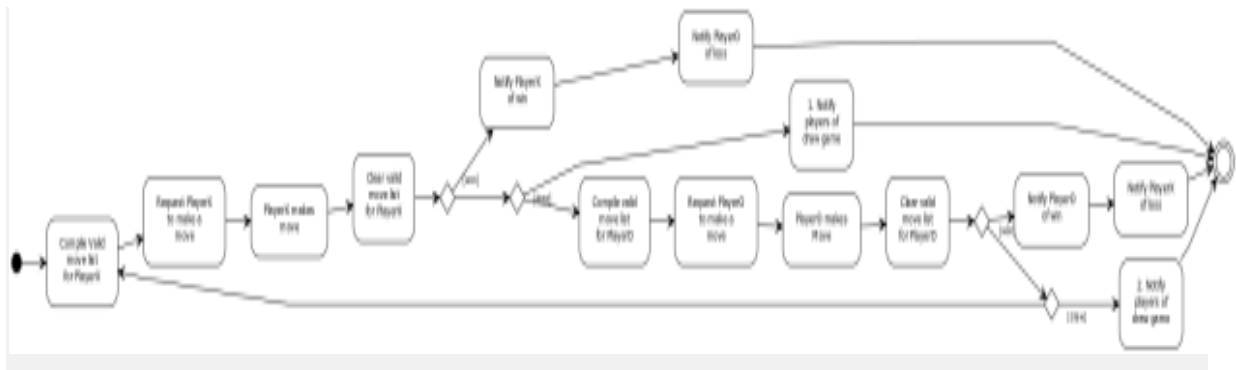 Notify PlayerO
of loss
Notify PlayerX
of win
1. Notify
players of
draw game
[win]
Clear valid
move list
for PlayerX
Request PlayerX
to make a
move
PlayerX makes
move
Compile Valid
move list
for PlayerX
Compile valid
move list
for PlayerO
Request PlayerO
to make a
move
PlayerO makes
Move
Clear valid
move list
for PlayerO
Notify PlayerO
of win
Notify PlayerX
of loss
2. Notify
players of
draw game